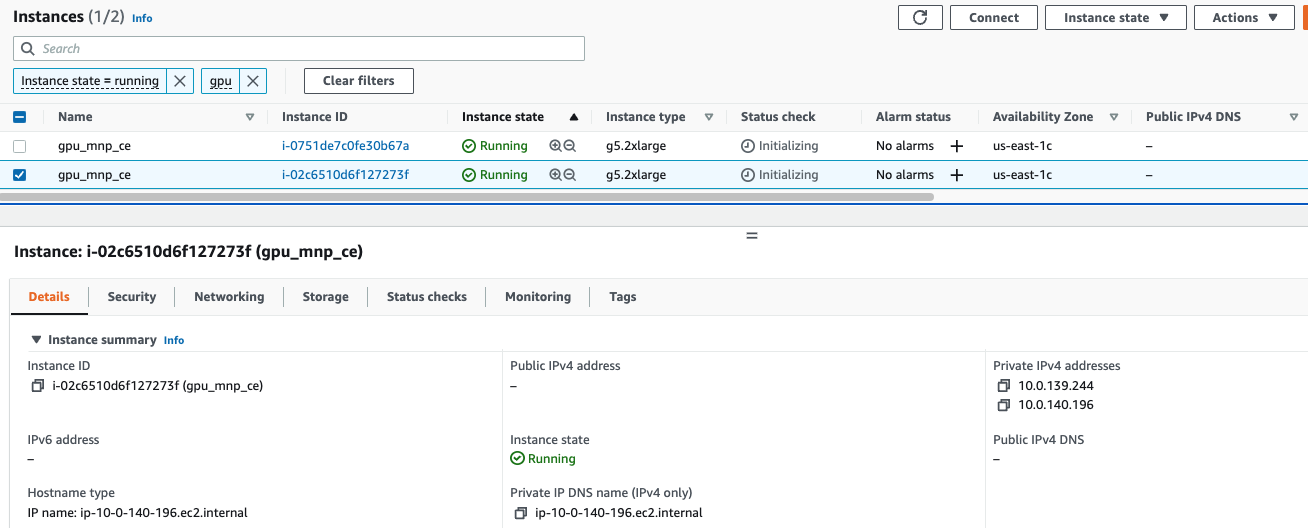 Instances (1/2) Info
Connect
Instance state
Actions
Search
Instance state = running
gpu
Clear filters
Name Instance ID Instance state Instance type Status check Alarm status Availability Zone Public IPv4 DNS
gpu_mnp_ce i-0751de7c0fe30b67a Running g5.2xlarge Initializing No alarms + us-east-1c –
gpu_mnp_ce i-02c6510d6f127273f Running g5.2xlarge Initializing No alarms + us-east-1c –
Instance: i-02c6510d6f127273f (gpu_mnp_ce)
Details Security Networking Storage Status checks Monitoring Tags
Instance summary Info
Instance ID
i-02c6510d6f127273f (gpu_mnp_ce)
Public IPv4 address
–
Private IPv4 addresses
10.0.139.244
10.0.140.196
IPv6 address
–
Instance state
Running
Public IPv4 DNS
–
Hostname type
IP name: ip-10-0-140-196.ec2.internal
Private IP DNS name (IPv4 only)
ip-10-0-140-196.ec2.internal